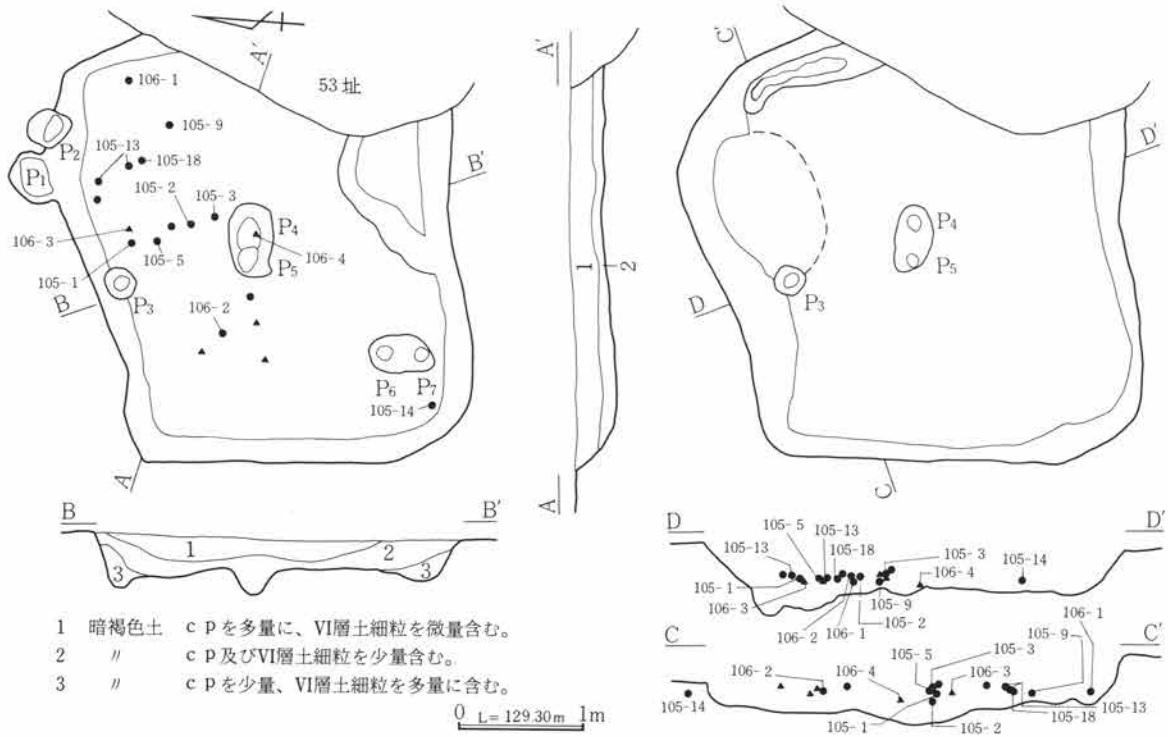 A'
106-1
53址
105-9
P2
105-13
105-18
P1
105-2
105-3
B'
106-3
P4
105-1
105-5
P5
106-4
B
P3
106-2
P6
P7
105-14
A
A'
1
2
A
C'
D'
P4
P5
P3
D
C
B
B'
1
2
3
3
D
D'
105-5
105-13
105-13
105-18
105-3
105-14
106-4
105-1
106-3
105-9
106-2
106-1
105-2
C
C'
106-1
105-9
105-3
105-5
106-2
106-4
106-3
105-14
105-13
105-1
105-18
105-2
1 暗褐色土 cpを多量に、VI層土細粒を微量含む。
2 〃 cp及びVI層土細粒を少量含む。
3 〃 cpを少量、VI層土細粒を多量に含む。
0 L=129.30m 1m